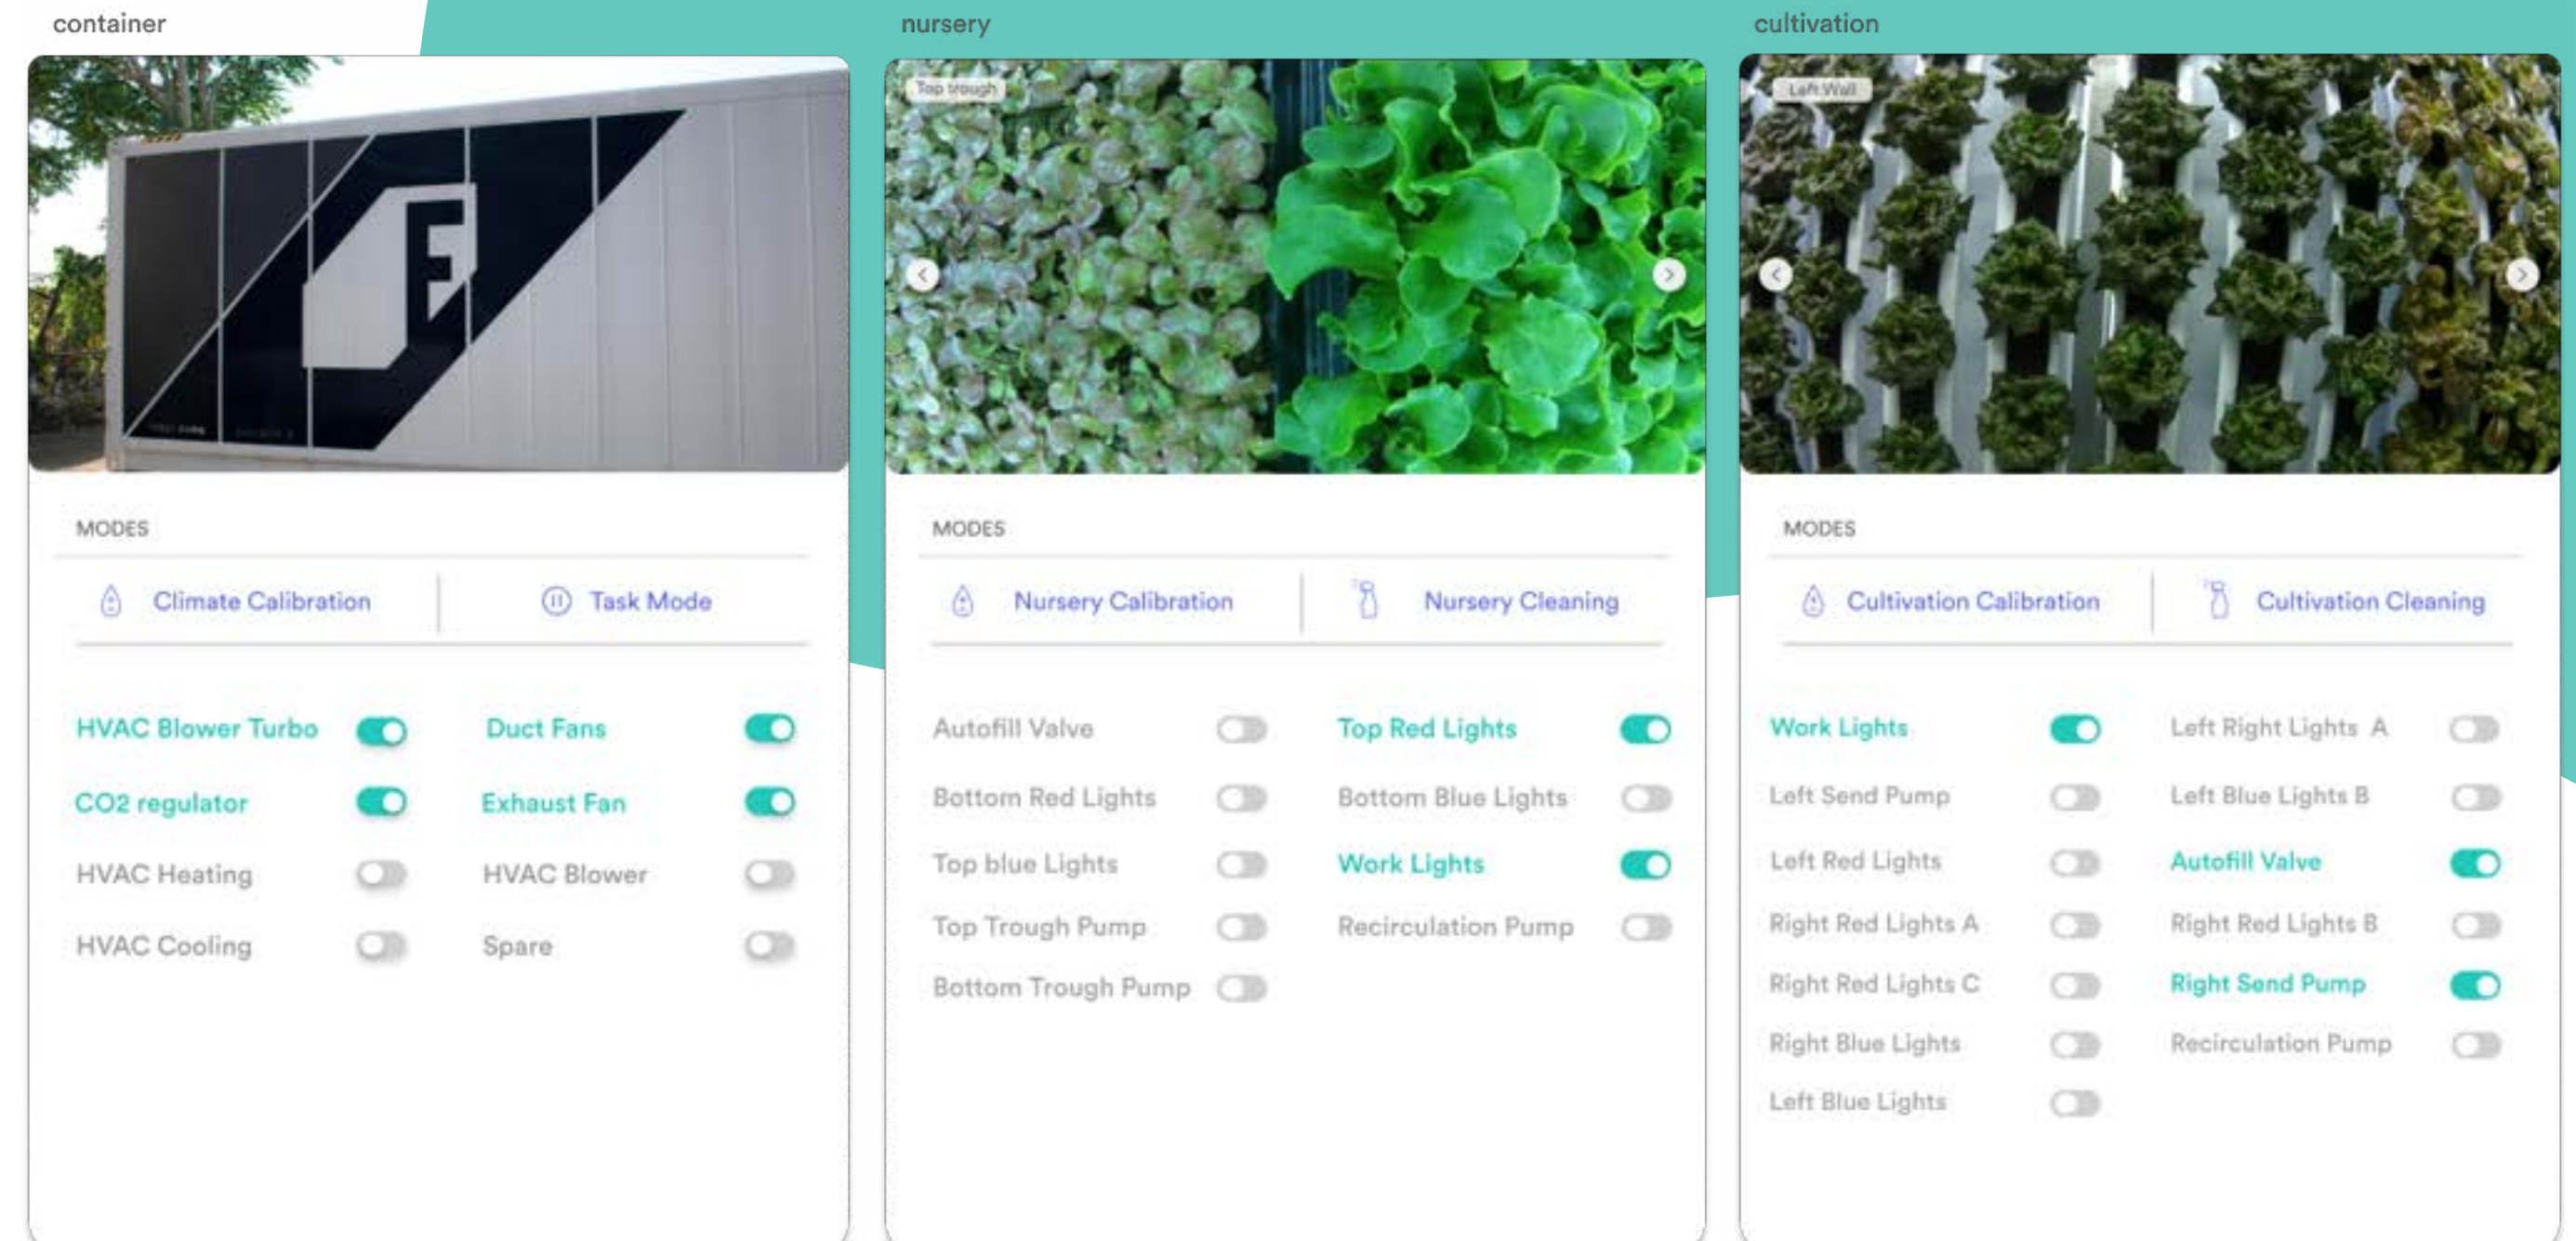 container
nursery
cultivation
Top trough
Left Wall
MODES
Climate Calibration
Task Mode
HVAC Blower Turbo
Duct Fans
CO2 regulator
Exhaust Fan
HVAC Heating
HVAC Blower
HVAC Cooling
Spare
MODES
Nursery Calibration
Nursery Cleaning
Autofill Valve
Top Red Lights
Bottom Red Lights
Bottom Blue Lights
Top blue Lights
Work Lights
Top Trough Pump
Recirculation Pump
Bottom Trough Pump
MODES
Cultivation Calibration
Cultivation Cleaning
Work Lights
Left Right Lights A
Left Send Pump
Left Blue Lights B
Left Red Lights
Autofill Valve
Right Red Lights A
Right Red Lights B
Right Red Lights C
Right Send Pump
Right Blue Lights
Recirculation Pump
Left Blue Lights